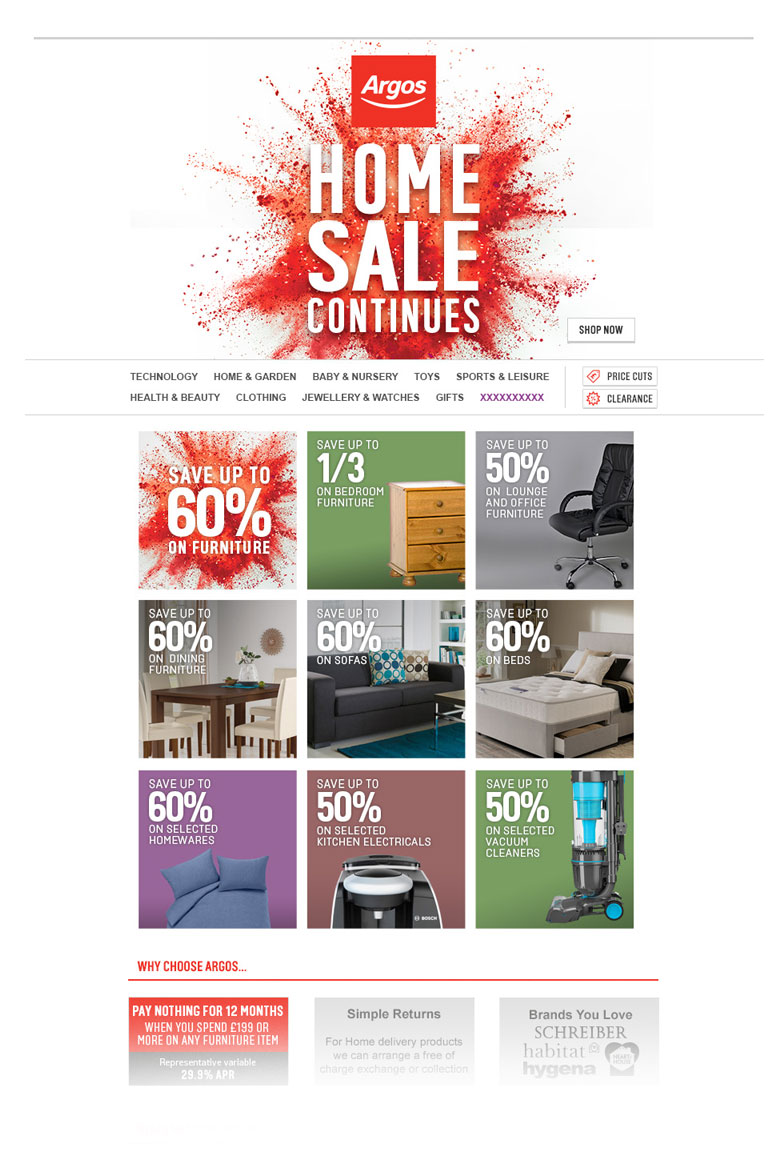 Argos
HOME
SALE
CONTINUES
SHOP NOW
TECHNOLOGY HOME & GARDEN BABY & NURSERY TOYS SPORTS & LEISURE
HEALTH & BEAUTY CLOTHING JEWELLERY & WATCHES GIFTS XXXXXXXXXX
PRICE CUTS
CLEARANCE
SAVE UP TO
60%
ON FURNITURE
SAVE UP TO
1/3
ON BEDROOM
FURNITURE
SAVE UP TO
50%
ON LOUNGE
AND OFFICE
FURNITURE
SAVE UP TO
60%
ON DINING
FURNITURE
SAVE UP TO
60%
ON SOFAS
SAVE UP TO
60%
ON BEDS
SAVE UP TO
60%
ON SELECTED
HOMEWARES
SAVE UP TO
50%
ON SELECTED
KITCHEN ELECTRICALS
BOSCH
SAVE UP TO
50%
ON SELECTED
VACUUM
CLEANERS
WHY CHOOSE ARGOS...
PAY NOTHING FOR 12 MONTHS
WHEN YOU SPEND £199 OR
MORE ON ANY FURNITURE ITEM
Representative variable
29.9% APR
Simple Returns
For Home delivery products
we can arrange a free of
charge exchange or collection
Brands You Love
SCHREIBER
habitat
HEART
HOUSE
hygena